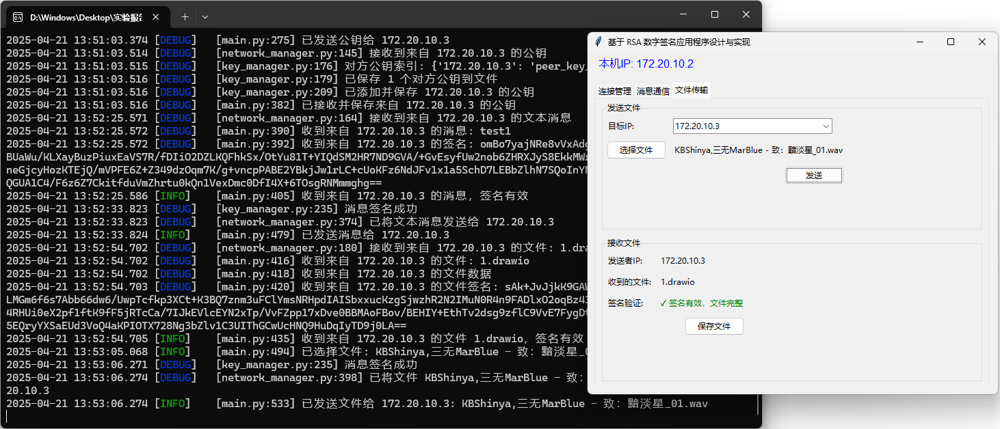 D:\Windows\Desktop\实验报告
2025-04-21 13:51:03.374 [DEBUG] [main.py:275] 已发送公钥给 172.20.10.3
2025-04-21 13:51:03.514 [DEBUG] [network_manager.py:145] 接收到来自 172.20.10.3 的公钥
2025-04-21 13:51:03.515 [DEBUG] [key_manager.py:176] 对方公钥索引: {'172.20.10.3': 'peer_key_
2025-04-21 13:51:03.516 [DEBUG] [key_manager.py:179] 已保存 1 个对方公钥到文件
2025-04-21 13:51:03.516 [DEBUG] [key_manager.py:209] 已添加并保存 172.20.10.3 的公钥
2025-04-21 13:51:03.516 [DEBUG] [main.py:382] 已接收并保存来自 172.20.10.3 的公钥
2025-04-21 13:52:25.571 [DEBUG] [network_manager.py:164] 接收到来自 172.20.10.3 的文本消息
2025-04-21 13:52:25.572 [DEBUG] [main.py:390] 收到来自 172.20.10.3 的消息: test1
2025-04-21 13:52:25.572 [DEBUG] [main.py:392] 收到来自 172.20.10.3 的签名: omBo7yajNRe8vVxAdg
BUaWu/KLXayBuzPiuxEaVS7R/fDIiO2DZLKQFhkSx/OtYu81T+YIQdSM2HR7ND9GVA/+GvEsyfUw2nob6ZHRXJyS8EkkMW
neGjcyHozKTEjQ/mVPFE6Z+Z349dzOqm7K/g+vncpPABE2YBkjJw1rLC+cUoKFz6NdJFv1x1a5SchD7LEBbZlhN7SQoInY
QGUA1C4/F6z6Z7CkitfduVmZhrtu0kQn1VexDmc0DfI4X+6TOsgRNMmmghg==
2025-04-21 13:52:25.586 [INFO] [main.py:405] 收到来自 172.20.10.3 的消息, 签名有效
2025-04-21 13:52:33.823 [DEBUG] [key_manager.py:235] 消息签名成功
2025-04-21 13:52:33.823 [DEBUG] [network_manager.py:374] 已将文本消息发送给 172.20.10.3
2025-04-21 13:52:33.824 [INFO] [main.py:479] 已发送消息给 172.20.10.3
2025-04-21 13:52:54.702 [DEBUG] [network_manager.py:180] 接收到来自 172.20.10.3 的文件: 1.dra
2025-04-21 13:52:54.702 [DEBUG] [main.py:416] 收到来自 172.20.10.3 的文件: 1.drawio
2025-04-21 13:52:54.702 [DEBUG] [main.py:418] 收到来自 172.20.10.3 的文件数据
2025-04-21 13:52:54.703 [DEBUG] [main.py:420] 收到来自 172.20.10.3 的文件签名: sAk+JvJjkK9GAW
LMGm6f6s7Abb66dw6/UwpTcfkp3XCt+K3BQ7znm3uFClYmsNRHpdIAISbxxucKzgSjwzhR2N2IMuN0R4n9FADlxO2oqBz43
4RHUi0eX2pf1ftK9fF5jRTcCa/7IJkEVlcEYN2xTp/VvFZpp17xDve0BBMAoFBov/BEHIY+EthTv2dsg9zflC9VvE7FygD
5EQryYXSaEUd3VoQ4aKPIOTX728Ng3bZlv1C3UIThGCwUcHNQ9HuDqIyTD9j0LA==
2025-04-21 13:52:54.705 [INFO] [main.py:435] 收到来自 172.20.10.3 的文件 1.drawio, 签名有效
2025-04-21 13:53:05.068 [INFO] [main.py:494] 已选择文件: KBShinya,三无MarBlue - 致: 黯淡星_0
2025-04-21 13:53:06.271 [DEBUG] [key_manager.py:235] 消息签名成功
2025-04-21 13:53:06.274 [DEBUG] [network_manager.py:398] 已将文件 KBShinya,三无MarBlue - 致:
20.10.3
2025-04-21 13:53:06.274 [INFO] [main.py:533] 已发送文件给 172.20.10.3: KBShinya,三无MarBlue - 致: 黯淡星_01.wav
基于 RSA 数字签名应用程序设计与实现
本机IP: 172.20.10.2
连接管理 消息通信 文件传输
发送文件
目标IP: 172.20.10.3
选择文件 KBShinya,三无MarBlue - 致: 黯淡星_01.wav
发送
接收文件
发送者IP: 172.20.10.3
收到的文件: 1.drawio
签名验证: ✓ 签名有效，文件完整
保存文件